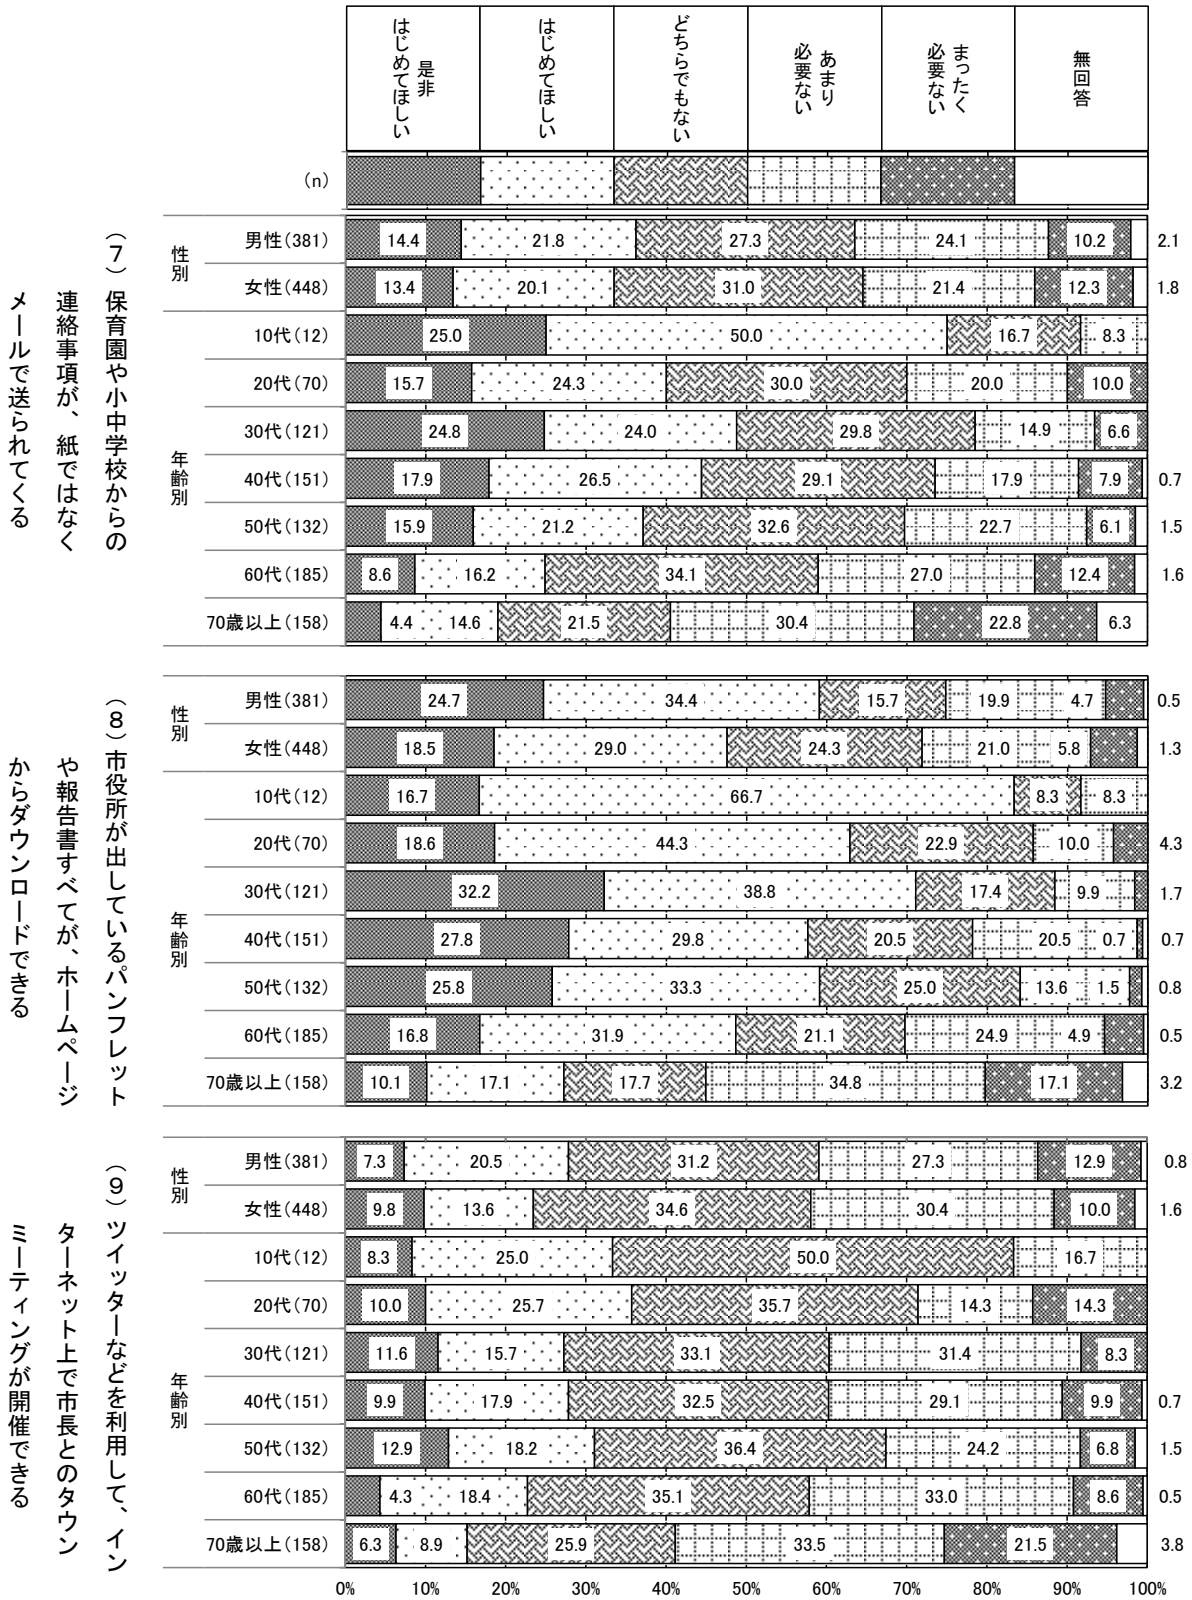 是非
はじめてほしい
はじめてほしい
どちらでもない
あまり
必要ない
まったく
必要ない
無回答
(n)
（７）保育園や小中学校からの
連絡事項が、紙ではなく
メールで送られてくる
性別
男性(381) 14.4 21.8 27.3 24.1 10.2 2.1
女性(448) 13.4 20.1 31.0 21.4 12.3 1.8
年齢別
10代(12) 25.0 50.0 16.7 8.3
20代(70) 15.7 24.3 30.0 20.0 10.0
30代(121) 24.8 24.0 29.8 14.9 6.6
40代(151) 17.9 26.5 29.1 17.9 7.9 0.7
50代(132) 15.9 21.2 32.6 22.7 6.1 1.5
60代(185) 8.6 16.2 34.1 27.0 12.4 1.6
70歳以上(158) 4.4 14.6 21.5 30.4 22.8 6.3
（８）市役所が出しているパンフレット
や報告書すべてが、ホームページ
からダウンロードできる
性別
男性(381) 24.7 34.4 15.7 19.9 4.7 0.5
女性(448) 18.5 29.0 24.3 21.0 5.8 1.3
年齢別
10代(12) 16.7 66.7 8.3 8.3
20代(70) 18.6 44.3 22.9 10.0 4.3
30代(121) 32.2 38.8 17.4 9.9 1.7
40代(151) 27.8 29.8 20.5 20.5 0.7 0.7
50代(132) 25.8 33.3 25.0 13.6 1.5 0.8
60代(185) 16.8 31.9 21.1 24.9 4.9 0.5
70歳以上(158) 10.1 17.1 17.7 34.8 17.1 3.2
（９）ツイッターなどを利用して、イン
ターネット上で市長とのタウン
ミーティングが開催できる
性別
男性(381) 7.3 20.5 31.2 27.3 12.9 0.8
女性(448) 9.8 13.6 34.6 30.4 10.0 1.6
年齢別
10代(12) 8.3 25.0 50.0 16.7
20代(70) 10.0 25.7 35.7 14.3 14.3
30代(121) 11.6 15.7 33.1 31.4 8.3
40代(151) 9.9 17.9 32.5 29.1 9.9 0.7
50代(132) 12.9 18.2 36.4 24.2 6.8 1.5
60代(185) 4.3 18.4 35.1 33.0 8.6 0.5
70歳以上(158) 6.3 8.9 25.9 33.5 21.5 3.8
0% 10% 20% 30% 40% 50% 60% 70% 80% 90% 100%